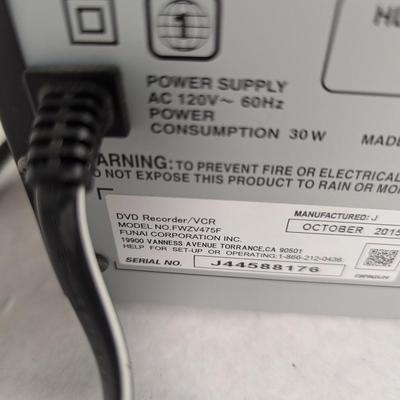 1
POWER SUPPLY
AC 120V~ 60Hz
POWER
CONSUMPTION 30W
MADE
WARNING: TO PREVENT FIRE OR ELECTRICAL
DO NOT EXPOSE THIS PRODUCT TO RAIN OR MOI
DVD Recorder/VCR
MODEL NO.FWZV475F
FUNAI CORPORATION INC.
19900 VANNESS AVENUE TORRANCE,CA 90501
HELP FOR SET-UP OR OPERATING:1-866-212-0436
SERIAL NO. J44588176
MANUFACTURED: J
OCTOBER 2015